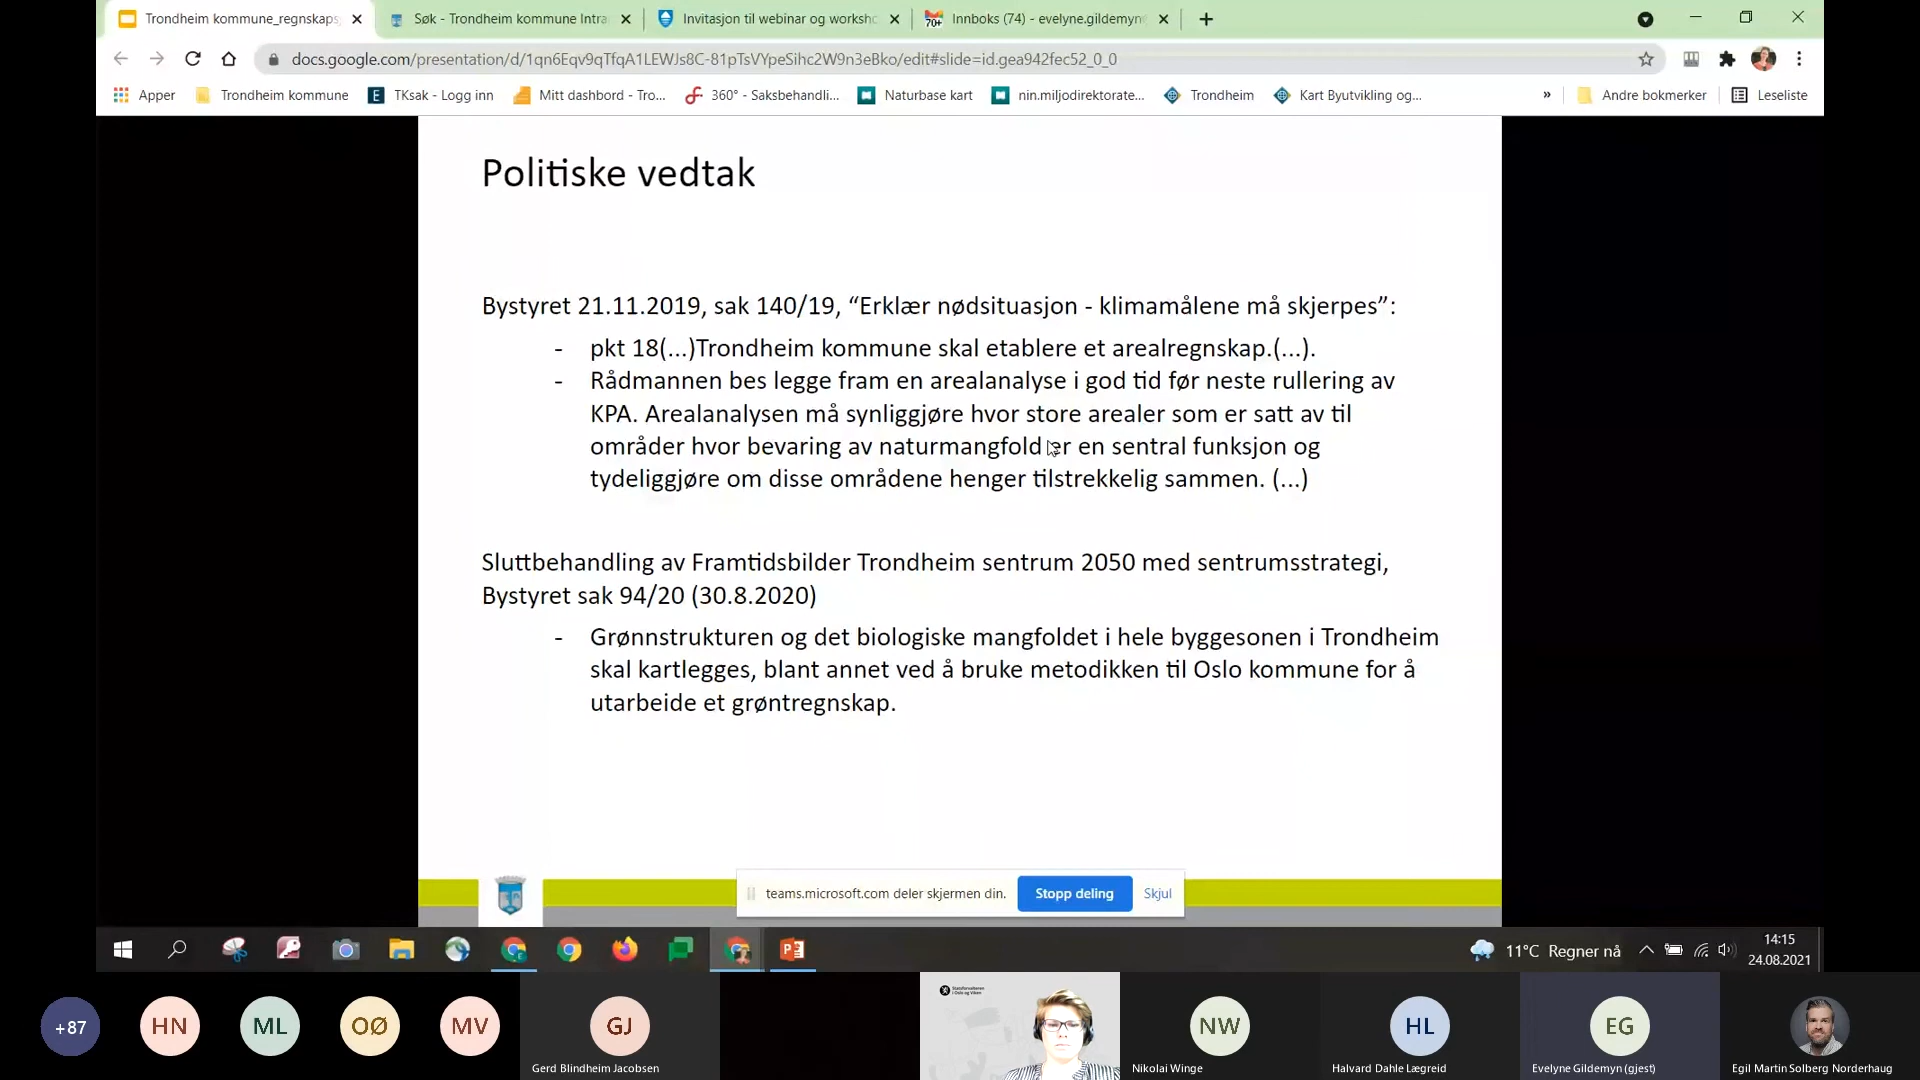 Trondheim kommune_regnskaps
Søk - Trondheim kommune Intra
Invitasjon til webinar og worksho
Innboks (74) - evelyne.gildemyn
docs.google.com/presentation/d/1qn6Eqv9qTfqA1LEWJs8C-81pTsVYpeSihc2W9n3eBko/edit#slide=id.gea942fec52_0_0
Apper
Trondheim kommune
TKsak - Logg inn
Mitt dashbord - Tro...
360° - Saksbehandli...
Naturbase kart
nin.miljodirektorate...
Trondheim
Kart Byutvikling og...
»
Andre bokmerker
Leseliste
Politiske vedtak
Bystyret 21.11.2019, sak 140/19, “Erklær nødsituasjon - klimamålene må skjerpes”:
- pkt 18(...)Trondheim kommune skal etablere et arealregnskap.(...).
- Rådmannen bes legge fram en arealanalyse i god tid før neste rullering av
KPA. Arealanalysen må synliggjøre hvor store arealer som er satt av til
områder hvor bevaring av naturmangfold er en sentral funksjon og
tydeliggjøre om disse områdene henger tilstrekkelig sammen. (...)
Sluttbehandling av Framtidsbilder Trondheim sentrum 2050 med sentrumsstrategi,
Bystyret sak 94/20 (30.8.2020)
- Grønnstrukturen og det biologiske mangfoldet i hele byggesonen i Trondheim
skal kartlegges, blant annet ved å bruke metodikken til Oslo kommune for å
utarbeide et grøntregnskap.
teams.microsoft.com deler skjermen din.
Stopp deling
Skjul
11°C Regner nå
14:15
24.08.2021
+87
HN
ML
OØ
MV
GJ
Gerd Blindheim Jacobsen
Statsforvalteren
i Oslo og Viken
NW
Nikolai Winge
HL
Halvard Dahle Lægreid
EG
Evelyne Gildemyn (gjest)
Egil Martin Solberg Norderhaug